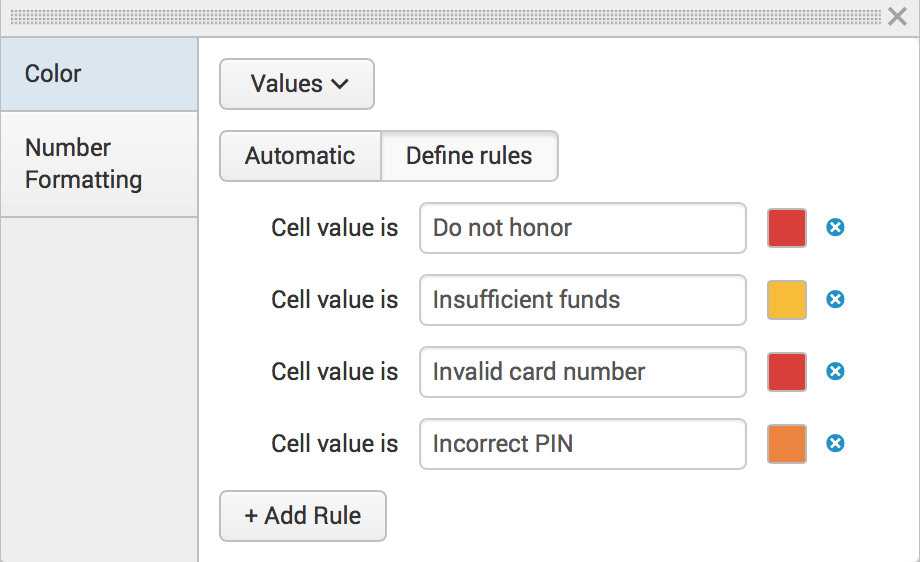 Color
Number
Formatting
Values
Automatic
Define rules
Cell value is
Do not honor
Cell value is
Insufficient funds
Cell value is
Invalid card number
Cell value is
Incorrect PIN
+ Add Rule